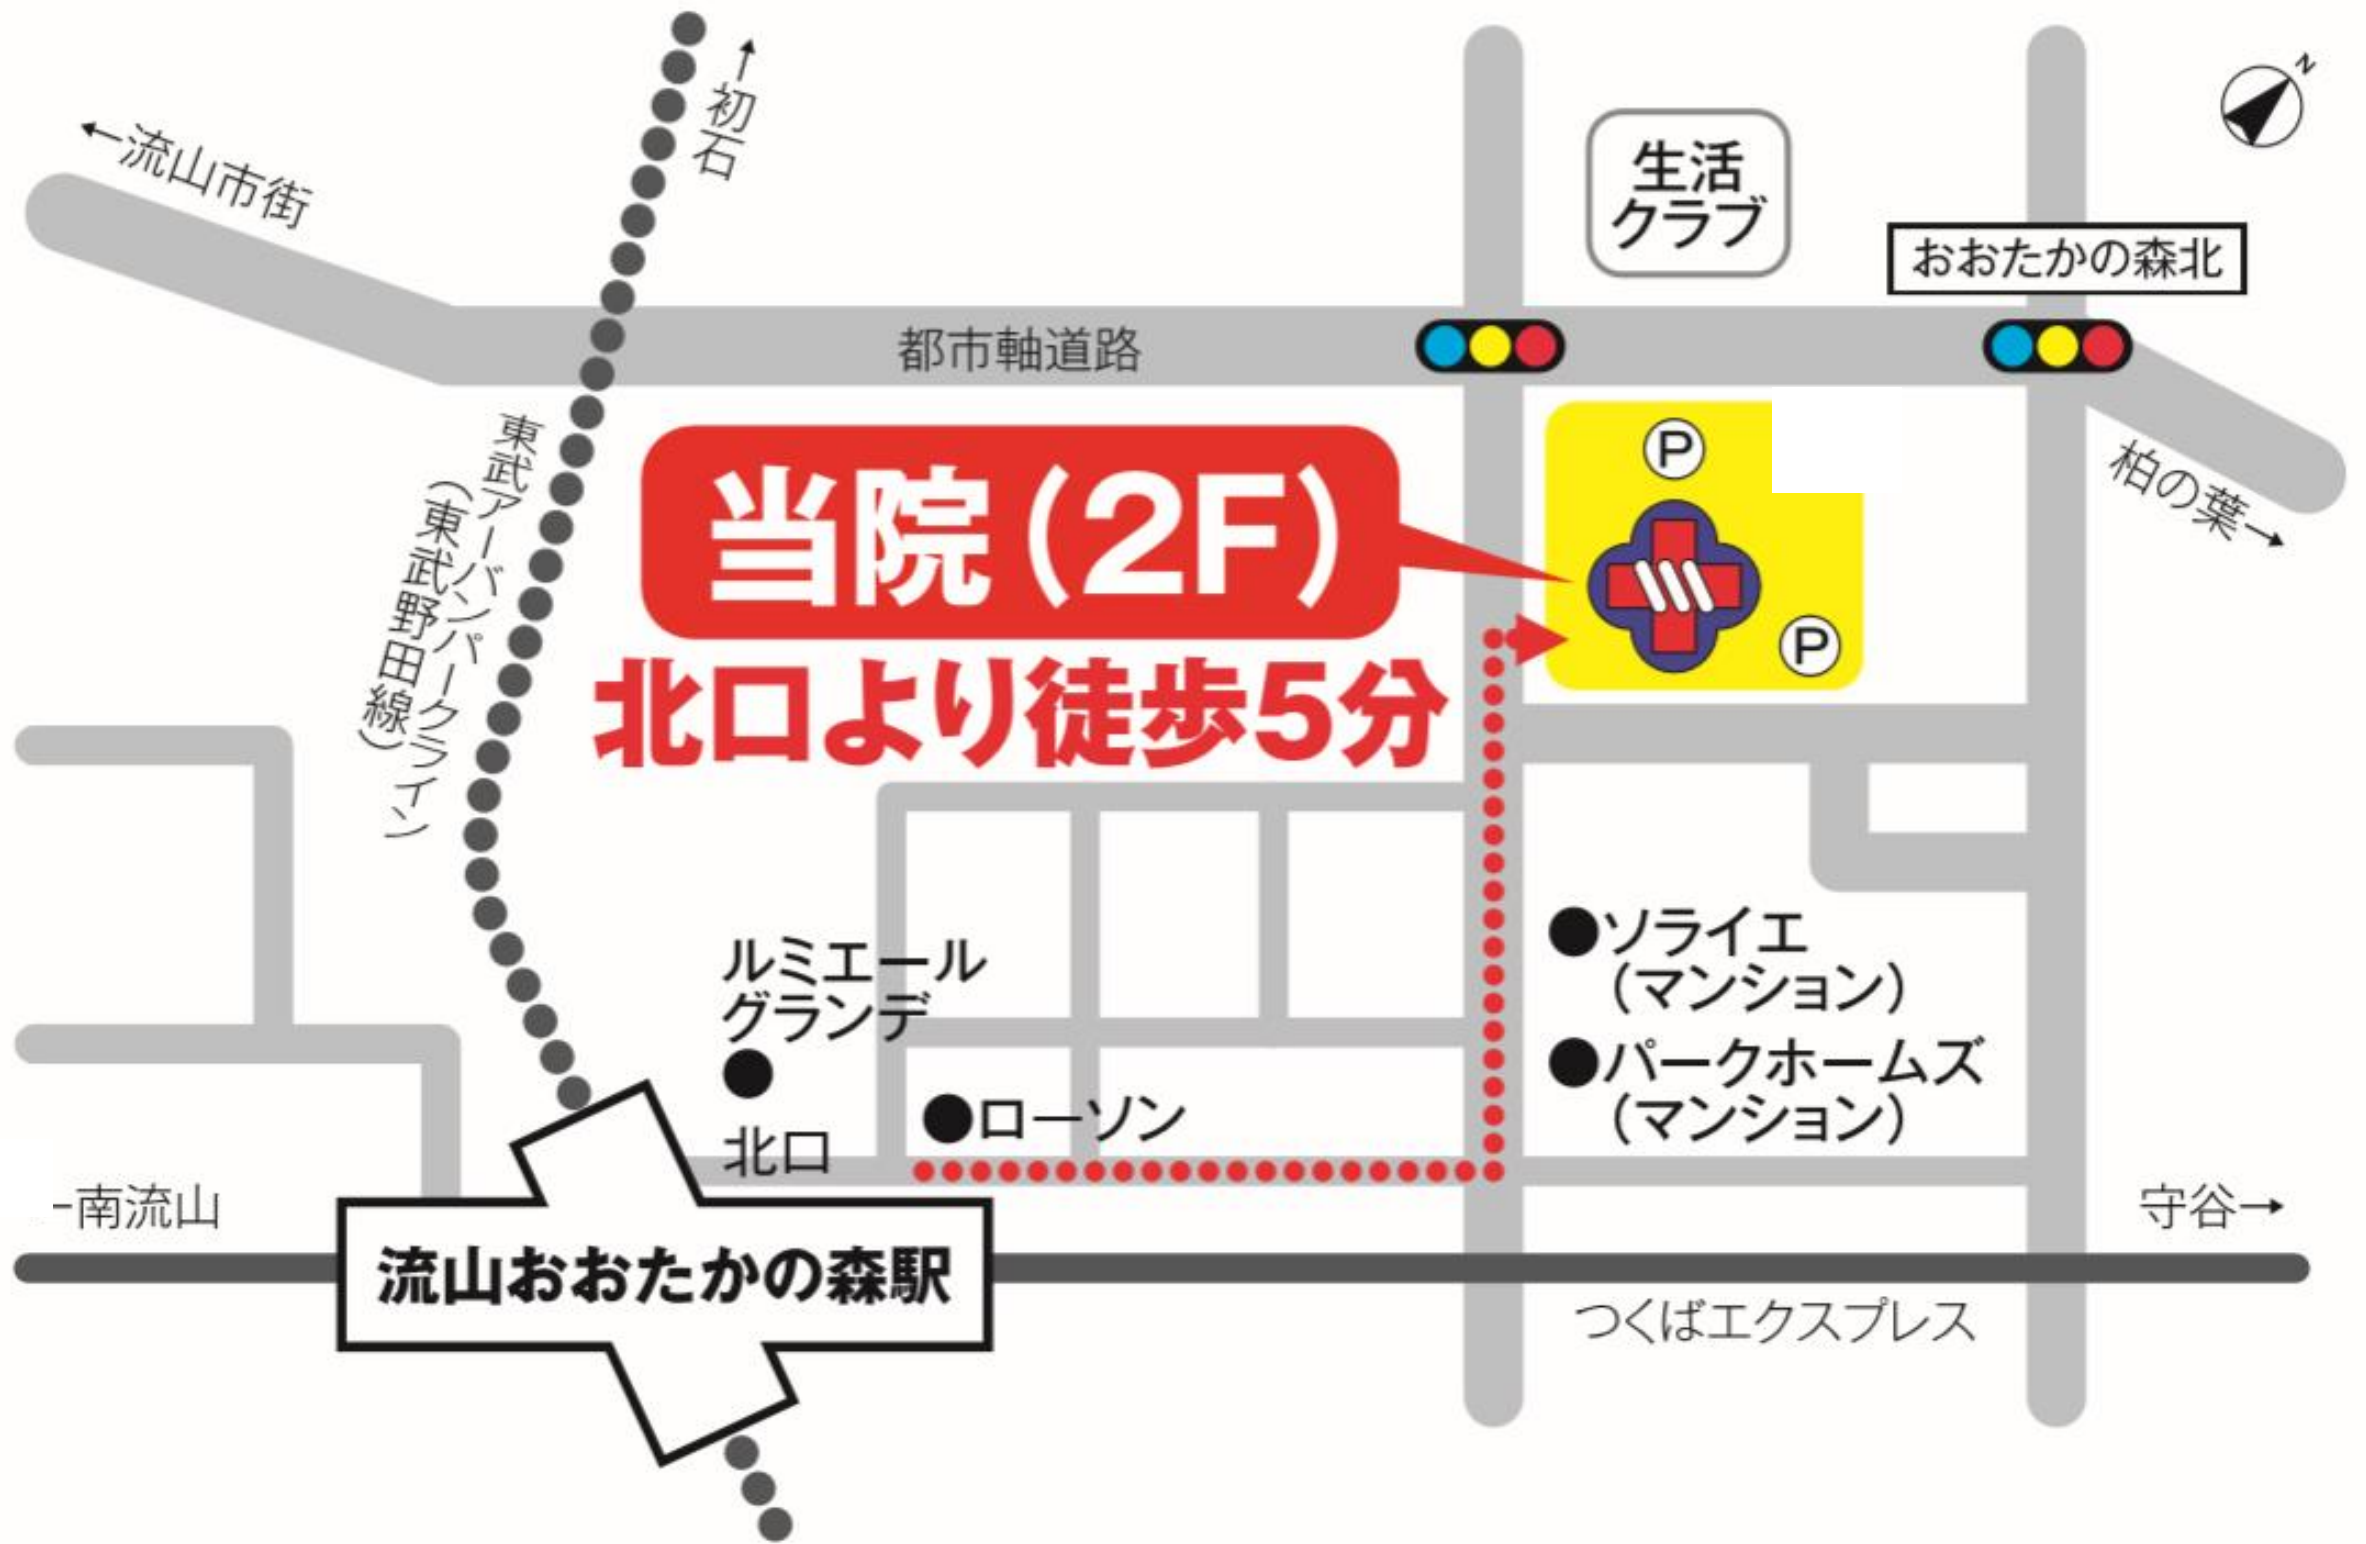 ←初石
←流山市街
N
生活
クラブ
おおたかの森北
都市軸道路
柏の葉→
当院（2F）
P
P
北口より徒歩5分
東武アーバンパークライン
（東武野田線）
ルミエール
グランデ
ソライエ
（マンション）
パークホームズ
（マンション）
ローソン
北口
-南流山
守谷→
流山おおたかの森駅
つくばエクスプレス